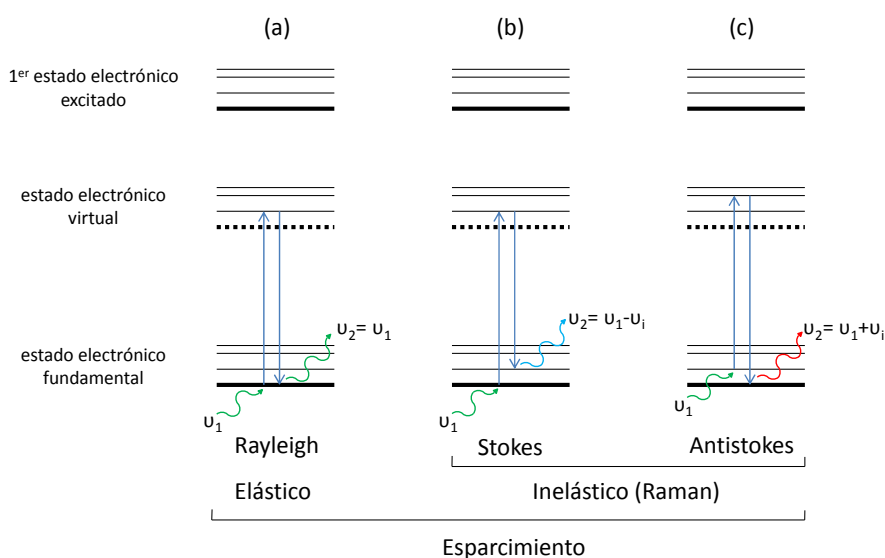 (a)
(b)
(c)
1er estado electrónico
excitado
estado electrónico
virtual
estado electrónico
fundamental
υ2= υ1
υ1
Rayleigh
Elástico
υ2= υ1-υi
υ1
Stokes
υ2= υ1+υi
υ1
Antistokes
Inelástico (Raman)
Esparcimiento